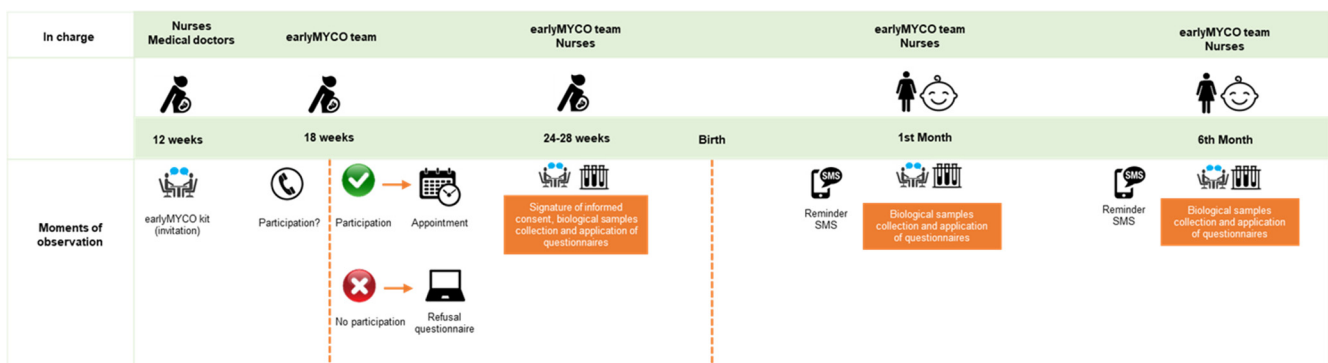 In charge
Nurses
Medical doctors
earlyMYCO team
earlyMYCO team
Nurses
earlyMYCO team
Nurses
earlyMYCO team
Nurses
12 weeks
18 weeks
24-28 weeks
Birth
1st Month
6th Month
Moments of
observation
earlyMYCO kit
(invitation)
Participation?
Participation
Appointment
No participation
Refusal
questionnaire
Signature of informed
consent, biological samples
collection and application of
questionnaires
SMS
Reminder
SMS
Biological samples
collection and application
of questionnaires
SMS
Reminder
SMS
Biological samples
collection and application
of questionnaires